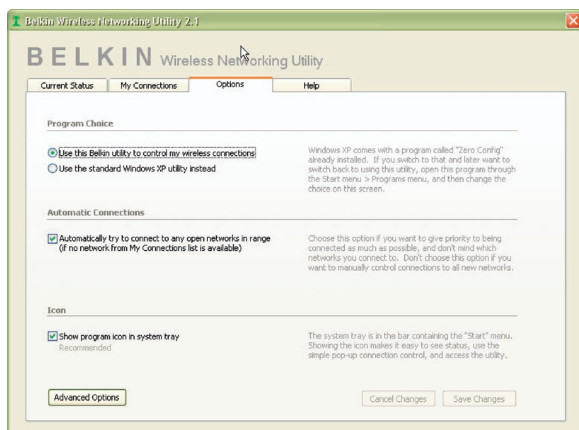 Belkin Wireless Networking Utility 2.1
BELKIN Wireless Networking Utility
Current Status My Connections Options Help
Program Choice
Use this Belkin utility to control my wireless connections
Use the standard Windows XP utility instead
Windows XP comes with a program called "Zero Config"
already installed. If you switch to that and later want to
switch back to using this utility, open this program through
the Start menu > Programs menu, and then change the
choice on this screen.
Automatic Connections
Automatically try to connect to any open networks in range
(if no network from My Connections list is available)
Choose this option if you want to give priority to being
connected as much as possible, and don't mind which
networks you connect to. Don't choose this option if you
want to manually control connections to all new networks.
Icon
Show program icon in system tray
Recommended
The system tray is in the bar containing the "Start" menu.
Showing the icon makes it easy to see status, use the
simple pop-up connection control, and access the utility.
Advanced Options Cancel Changes Save Changes